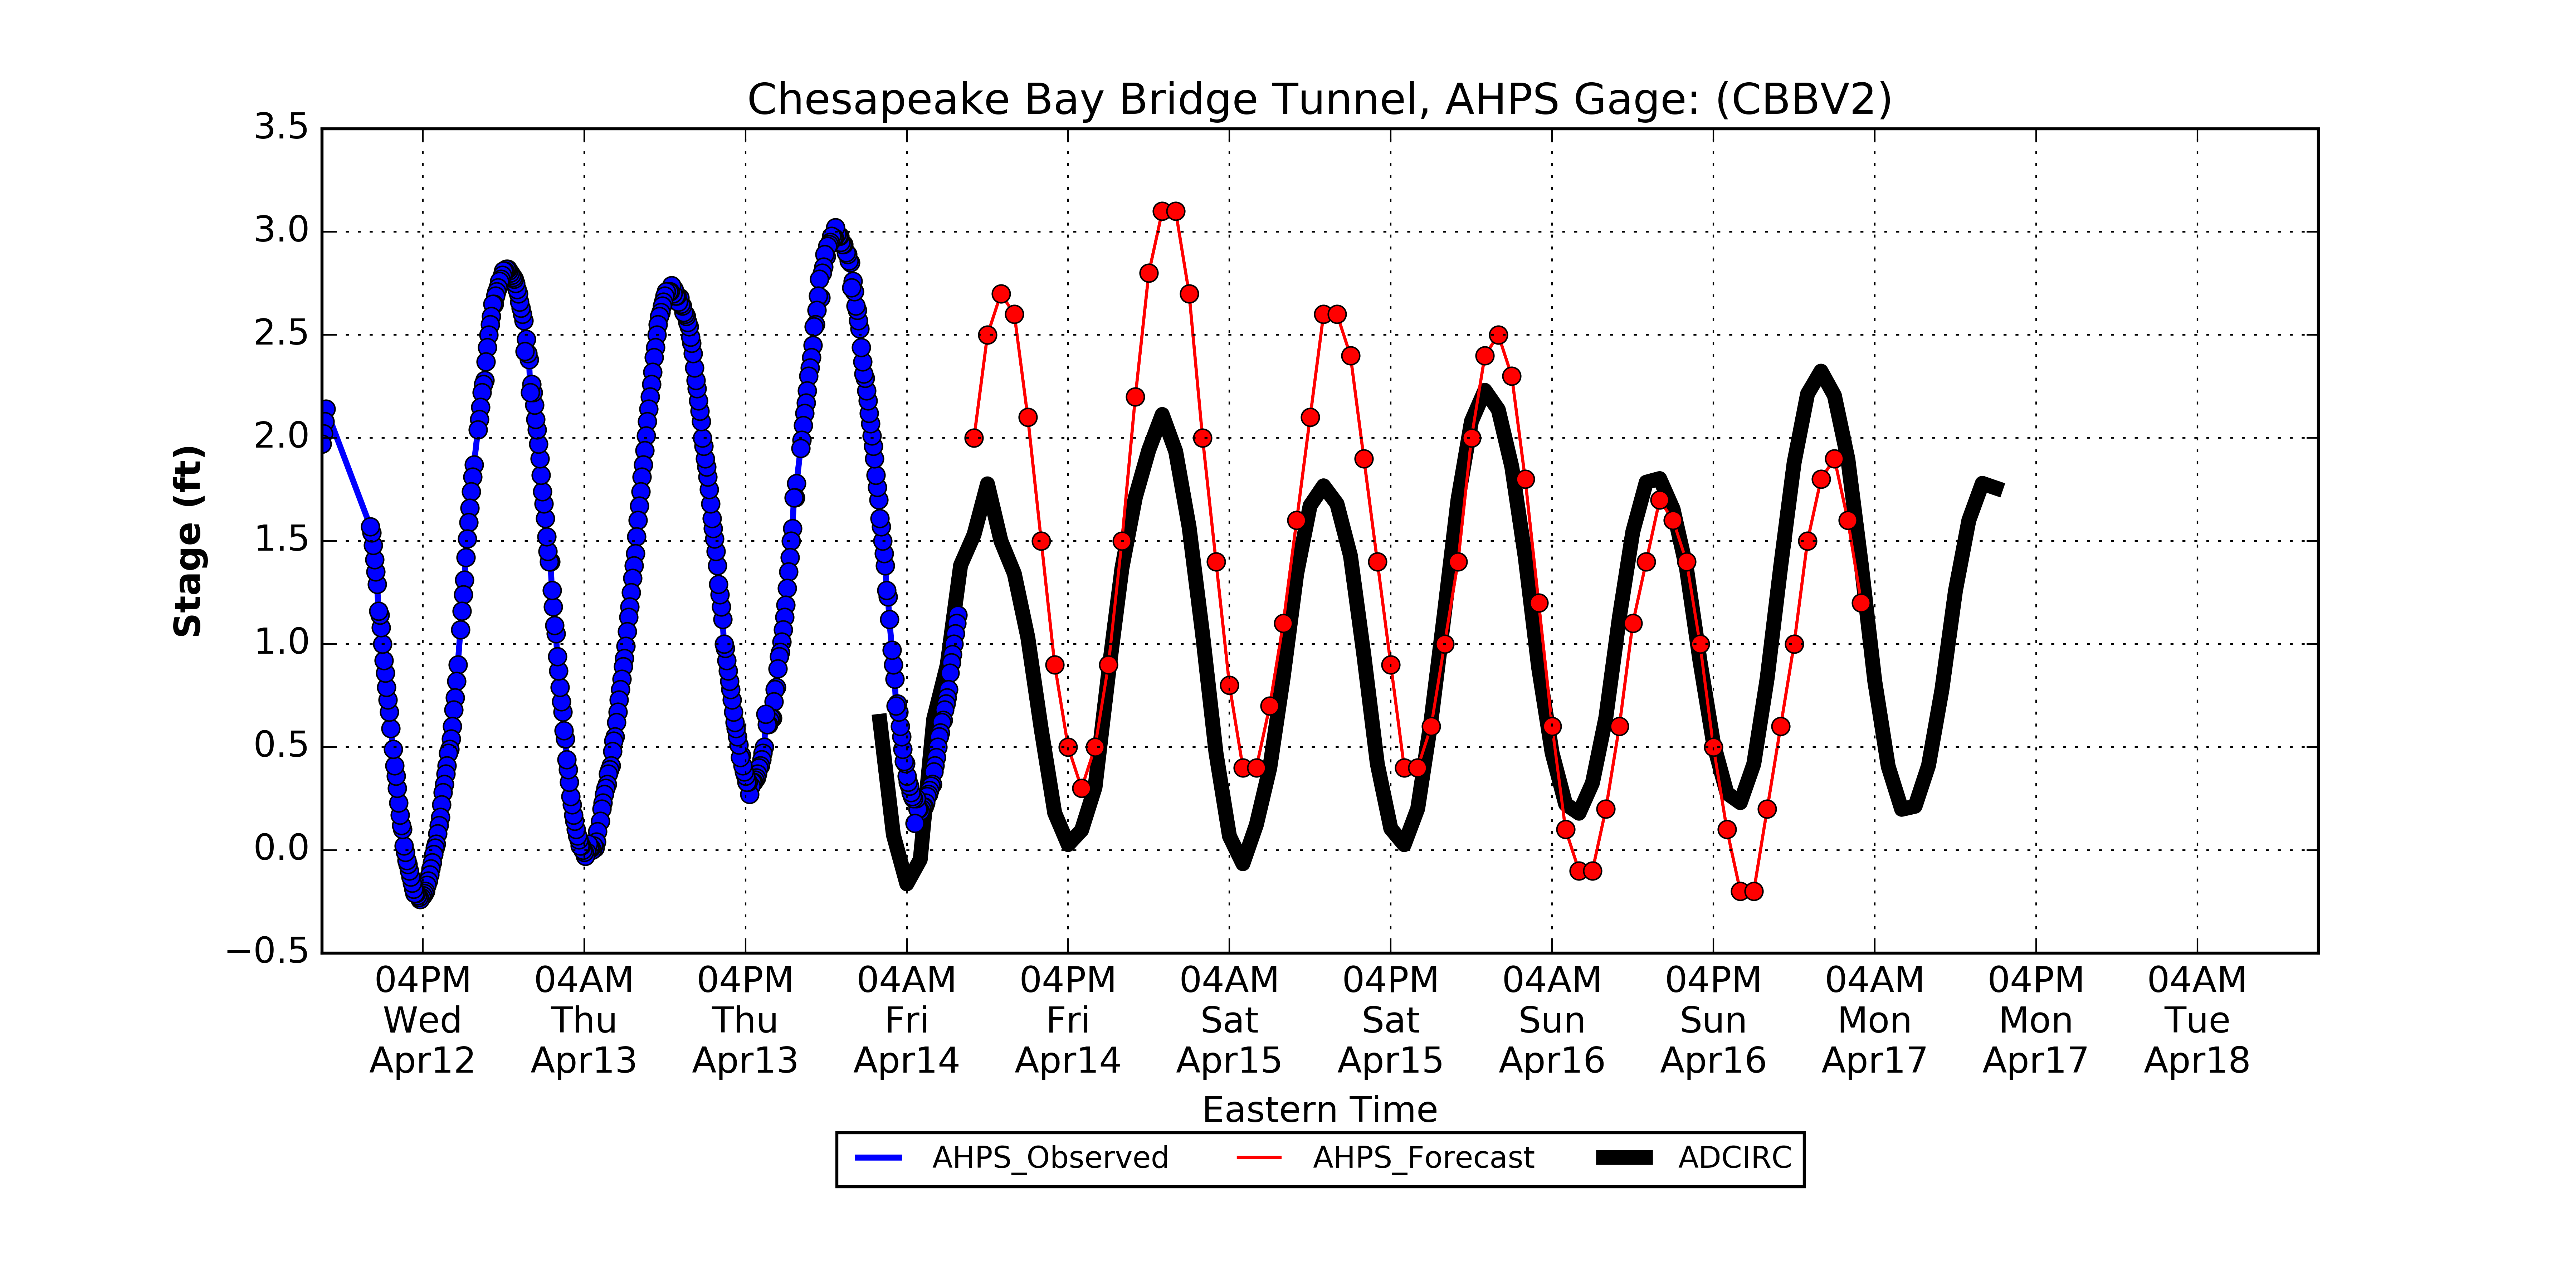 Chesapeake Bay Bridge Tunnel, AHPS Gage: (CBBV2)
3.5
3.0
2.5
2.0
1.5
1.0
0.5
0.0
−0.5
Stage (ft)
04PM 04AM 04PM 04AM 04PM 04AM 04PM 04AM 04PM 04AM 04PM 04AM
Wed Thu Thu Fri Fri Sat Sat Sun Sun Mon Mon Tue
Apr12 Apr13 Apr13 Apr14 Apr14 Apr15 Apr15 Apr16 Apr16 Apr17 Apr17 Apr18
Eastern Time
AHPS_Observed AHPS_Forecast ADCIRC